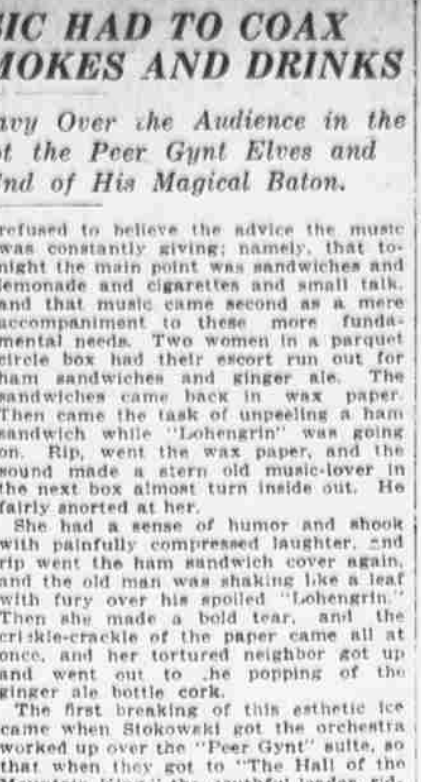 SIC HAD TO COAX
MOKES AND DRINKS
avy Over the Audience in the
ot the Peer Gynt Elves and
End of His Magical Baton.
refused to believe the advice the music
was constantly giving; namely, that to-
night the main point was sandwiches and
lemonade and cigarettes and small talk,
and that music came second as a mere
accompaniment to these more funda-
mental needs. Two women in a parquet
circle box had their escort run out for
ham sandwiches and ginger ale. The
sandwiches came back in wax paper.
Then came the task of unpeeling a ham
sandwich while "Lohengrin" was going
on. Rip, went the wax paper, and the
sound made a stern old music-lover in
the next box almost turn inside out. He
fairly snorted at her.
She had a sense of humor and shook
with painfully compressed laughter, and
rip went the ham sandwich cover again,
and the old man was shaking like a leaf
with fury over his spoiled "Lohengrin."
Then she made a bold tear, and the
crickle-crackle of the paper came all at
once, and her tortured neighbor got up
and went out to the popping of the
ginger ale bottle cork.
The first breaking of this esthetic ice
came when Stokowski got the orchestra
worked up over the "Peer Gynt" suite, so
that when they got to "The Hall of the